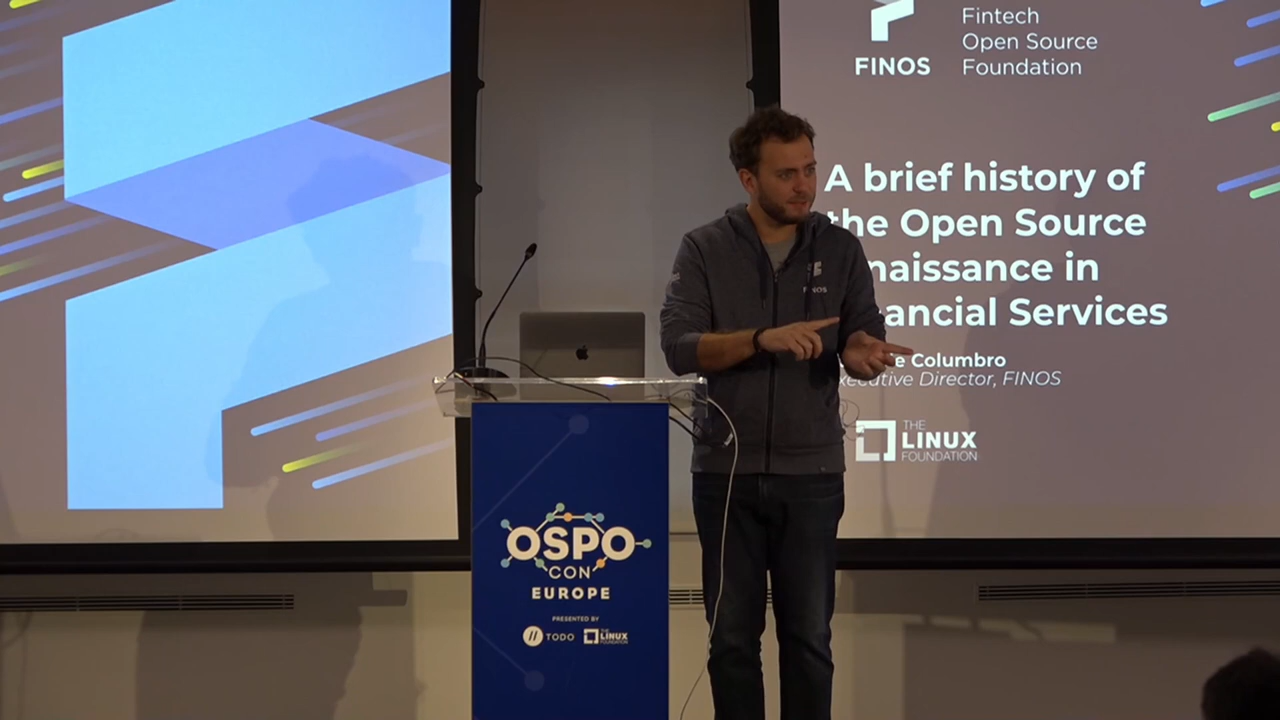 FINOS
Fintech
Open Source
Foundation
A brief history of
the Open Source
naissance in
ancial Services
e Columbro
xecutive Director, FINOS
THE
LINUX
FOUNDATION
FINOS
OSPO
CON
EUROPE
PRESENTED BY
TODO
THE
LINUX
FOUNDATION